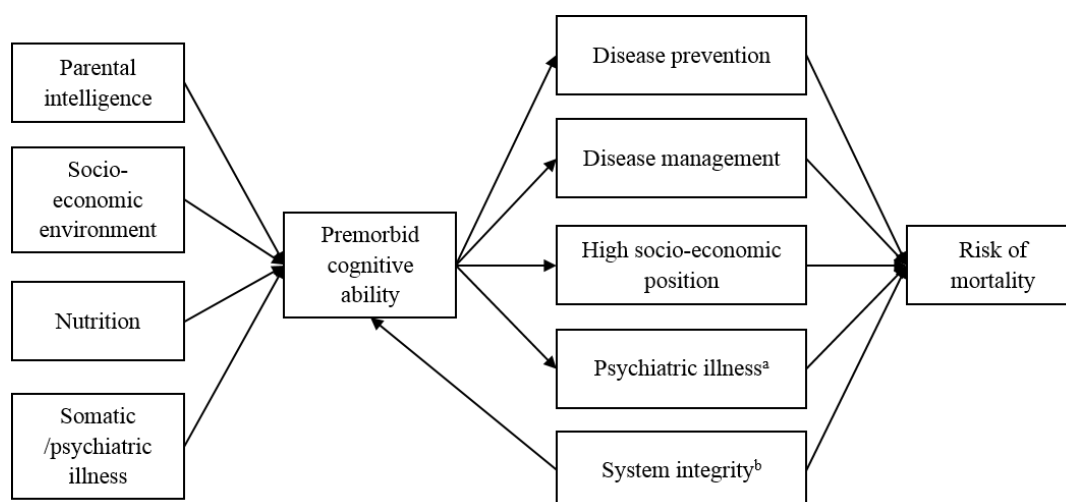 Parental
intelligence
Socio-
economic
environment
Nutrition
Somatic
/psychiatric
illness
Premorbid
cognitive
ability
Disease prevention
Disease management
High socio-economic
position
Psychiatric illnessᵃ
System integrityᵇ
Risk of
mortality